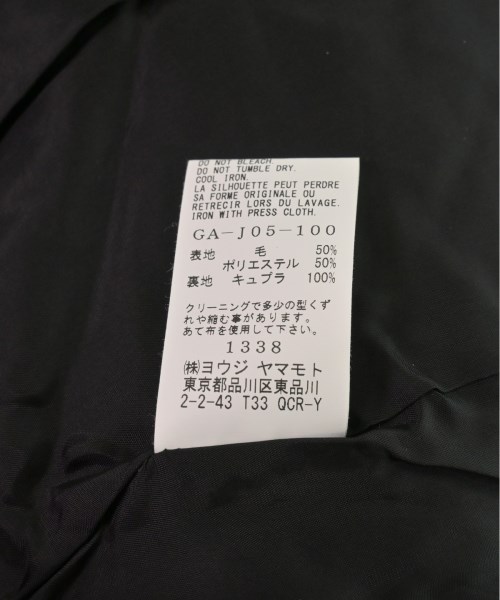 DO NOT BLEACH.
DO NOT TUMBLE DRY.
COOL IRON.
LA SILHOUETTE PEUT PERDRE
SA FORME ORIGINALE OU
RETRECIR LORS DU LAVAGE.
IRON WITH PRESS CLOTH.
GA-J05-100
表地 毛 50%
ポリエステル 50%
裏地 キュプラ 100%
クリーニングで多少の型くず
れや縮む事があります。
あて布を使用して下さい。
1338
㈱ヨウジ ヤマモト
東京都品川区東品川
2-2-43 T33 QCR-Y